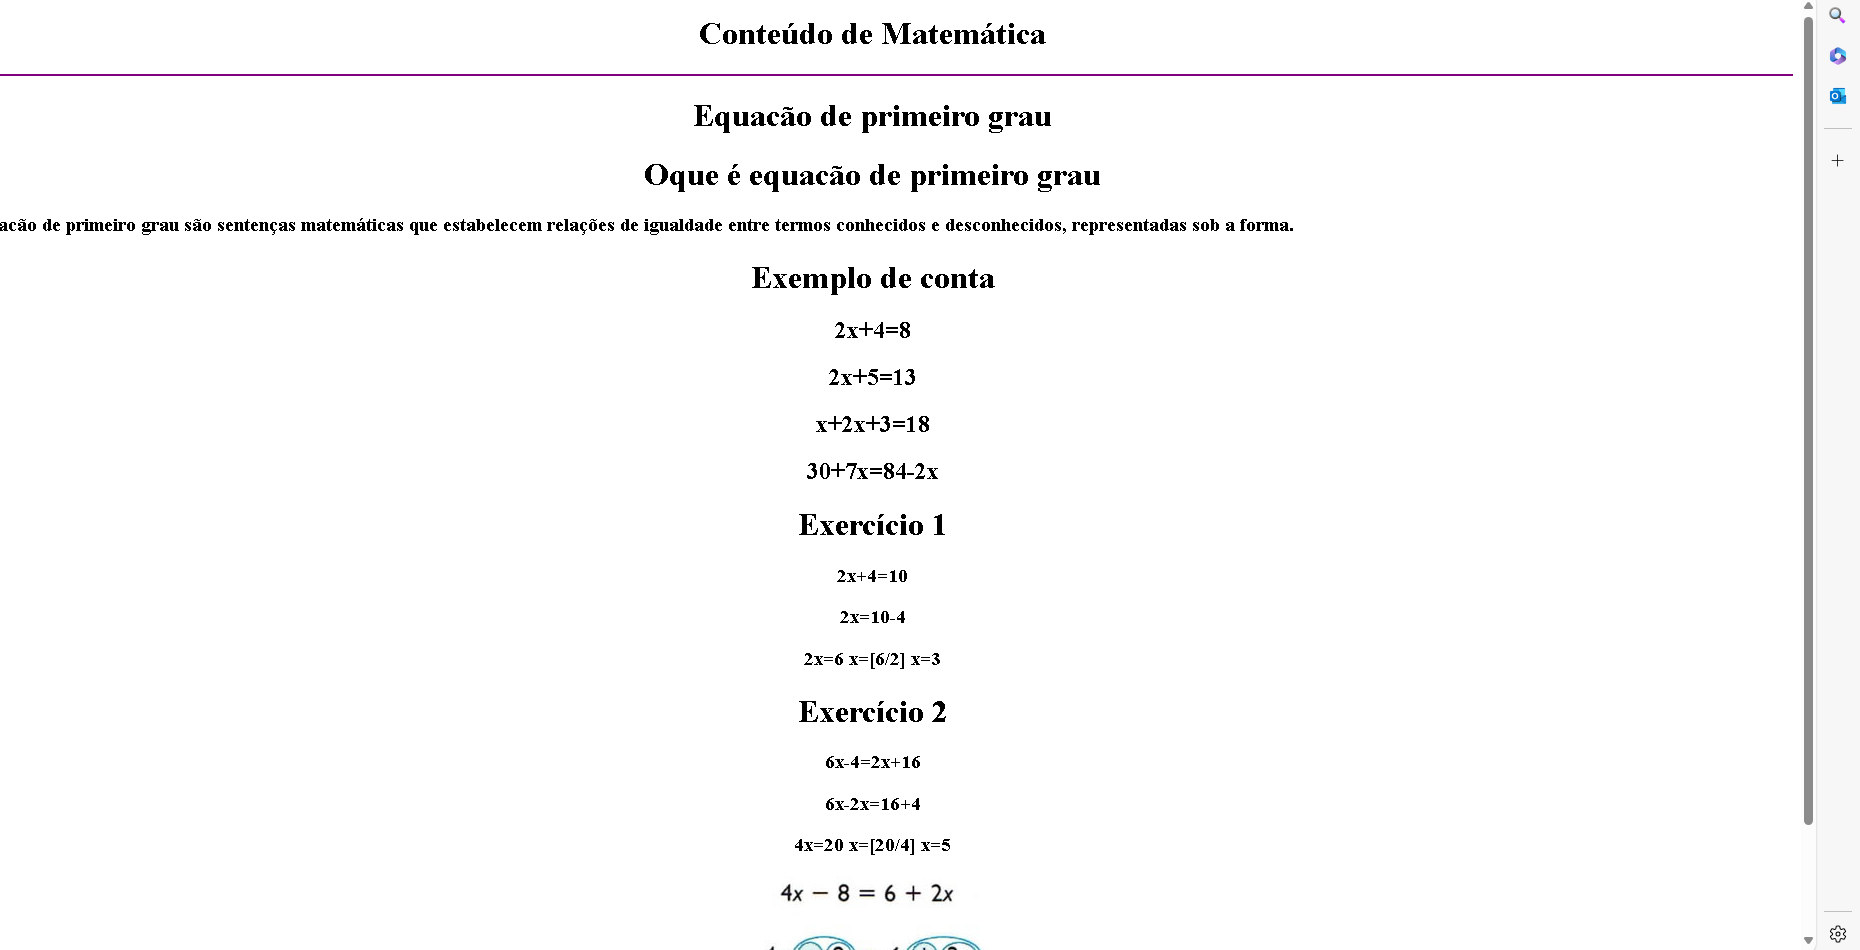 Conteúdo de Matemática
Equacão de primeiro grau
Oque é equacão de primeiro grau
acão de primeiro grau são sentenças matemáticas que estabelecem relações de igualdade entre termos conhecidos e desconhecidos, representadas sob a forma.
Exemplo de conta
2x+4=8
2x+5=13
x+2x+3=18
30+7x=84-2x
Exercício 1
2x+4=10
2x=10-4
2x=6 x=[6/2] x=3
Exercício 2
6x-4=2x+16
6x-2x=16+4
4x=20 x=[20/4] x=5
4x − 8 = 6 + 2x